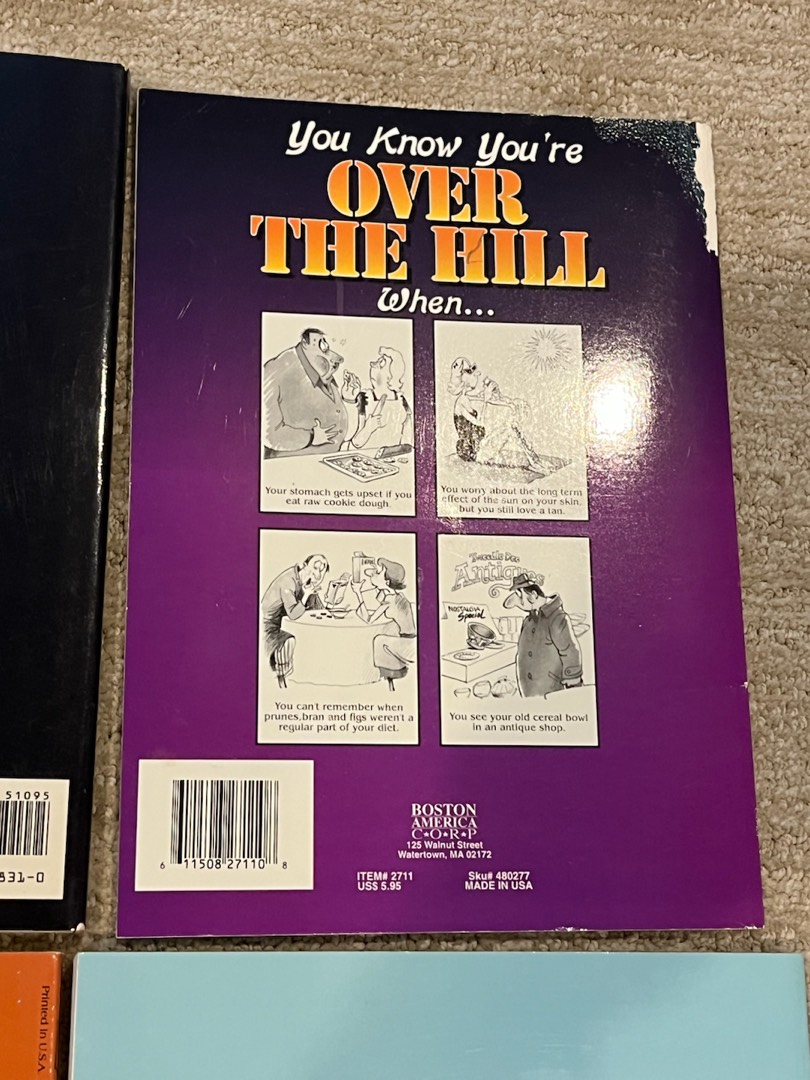 You Know You're
OVER
THE HILL
When...
Your stomach gets upset if you
eat raw cookie dough.
You worry about the long term
effect of the sun on your skin,
but you still love a tan.
You can't remember when
prunes, bran and figs weren't a
regular part of your diet.
Antiques
NOSTALGIA
Special
You see your old cereal bowl
in an antique shop.
6 11508 27110 8
BOSTON
AMERICA
C★O★R★P
125 Walnut Street
Watertown, MA 02172
ITEM# 2711
US$ 5.95
Sku# 480277
MADE IN USA
51095
831-0
Printed in U.S.A.